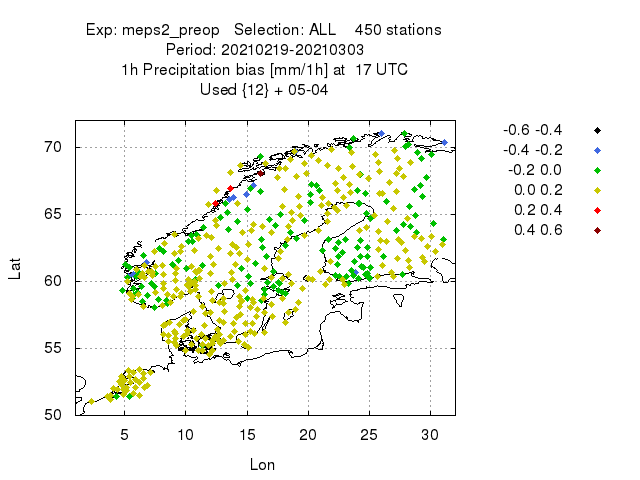 Exp: meps2_preop Selection: ALL 450 stations
Period: 20210219-20210303
1h Precipitation bias [mm/1h] at 17 UTC
Used {12} + 05-04
-0.6 -0.4
-0.4 -0.2
-0.2 0.0
0.0 0.2
0.2 0.4
0.4 0.6
70
65
60
55
50
Lat
5 10 15 20 25 30
Lon